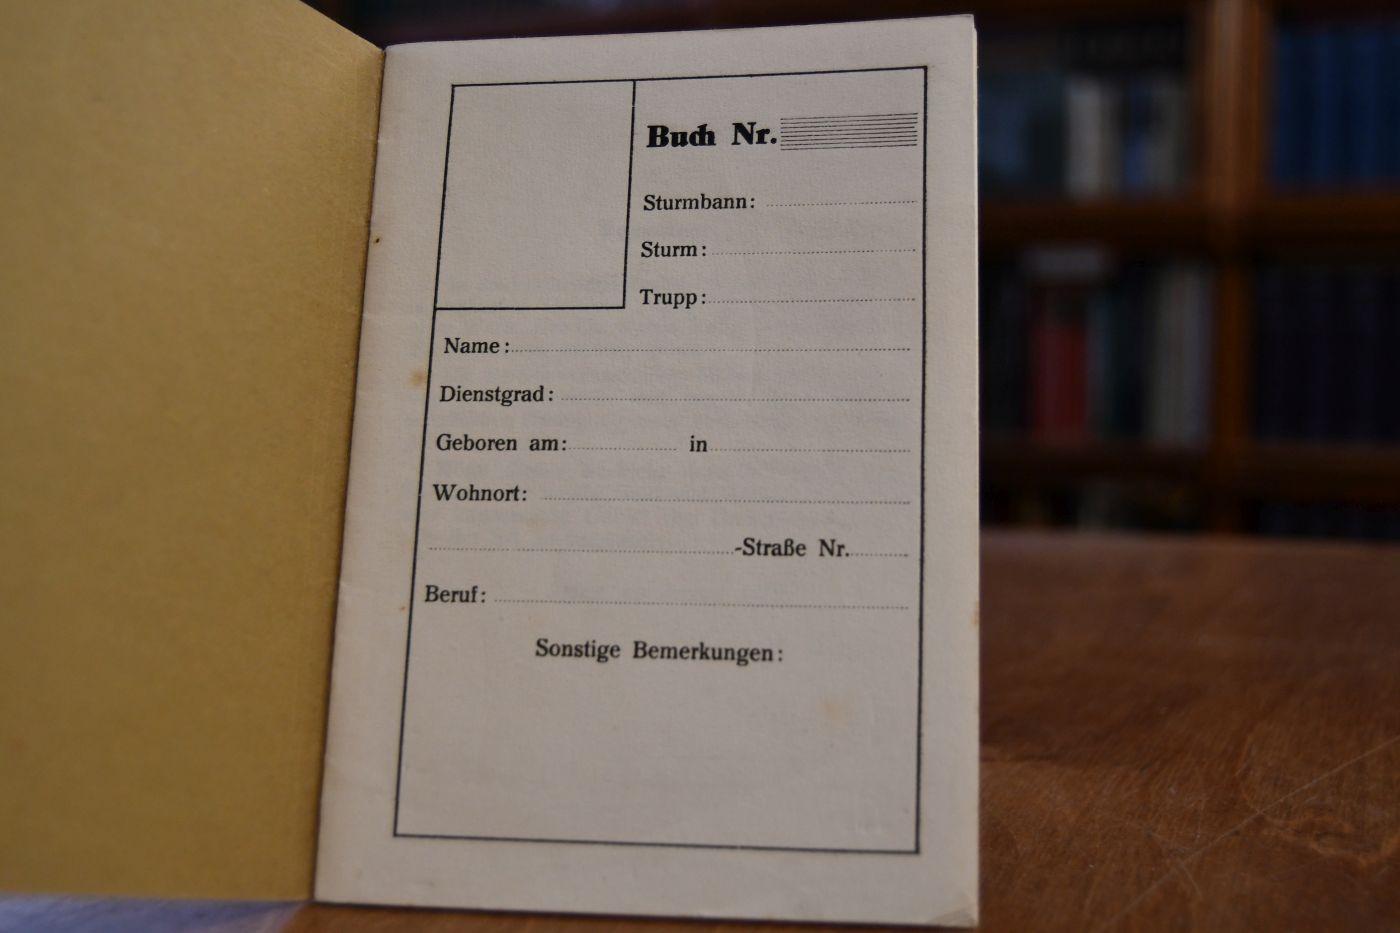 Buch Nr.
Sturmbann:
Sturm:
Trupp:
Name:
Dienstgrad:
Geboren am: in
Wohnort:
-Straße Nr.
Beruf:
Sonstige Bemerkungen: